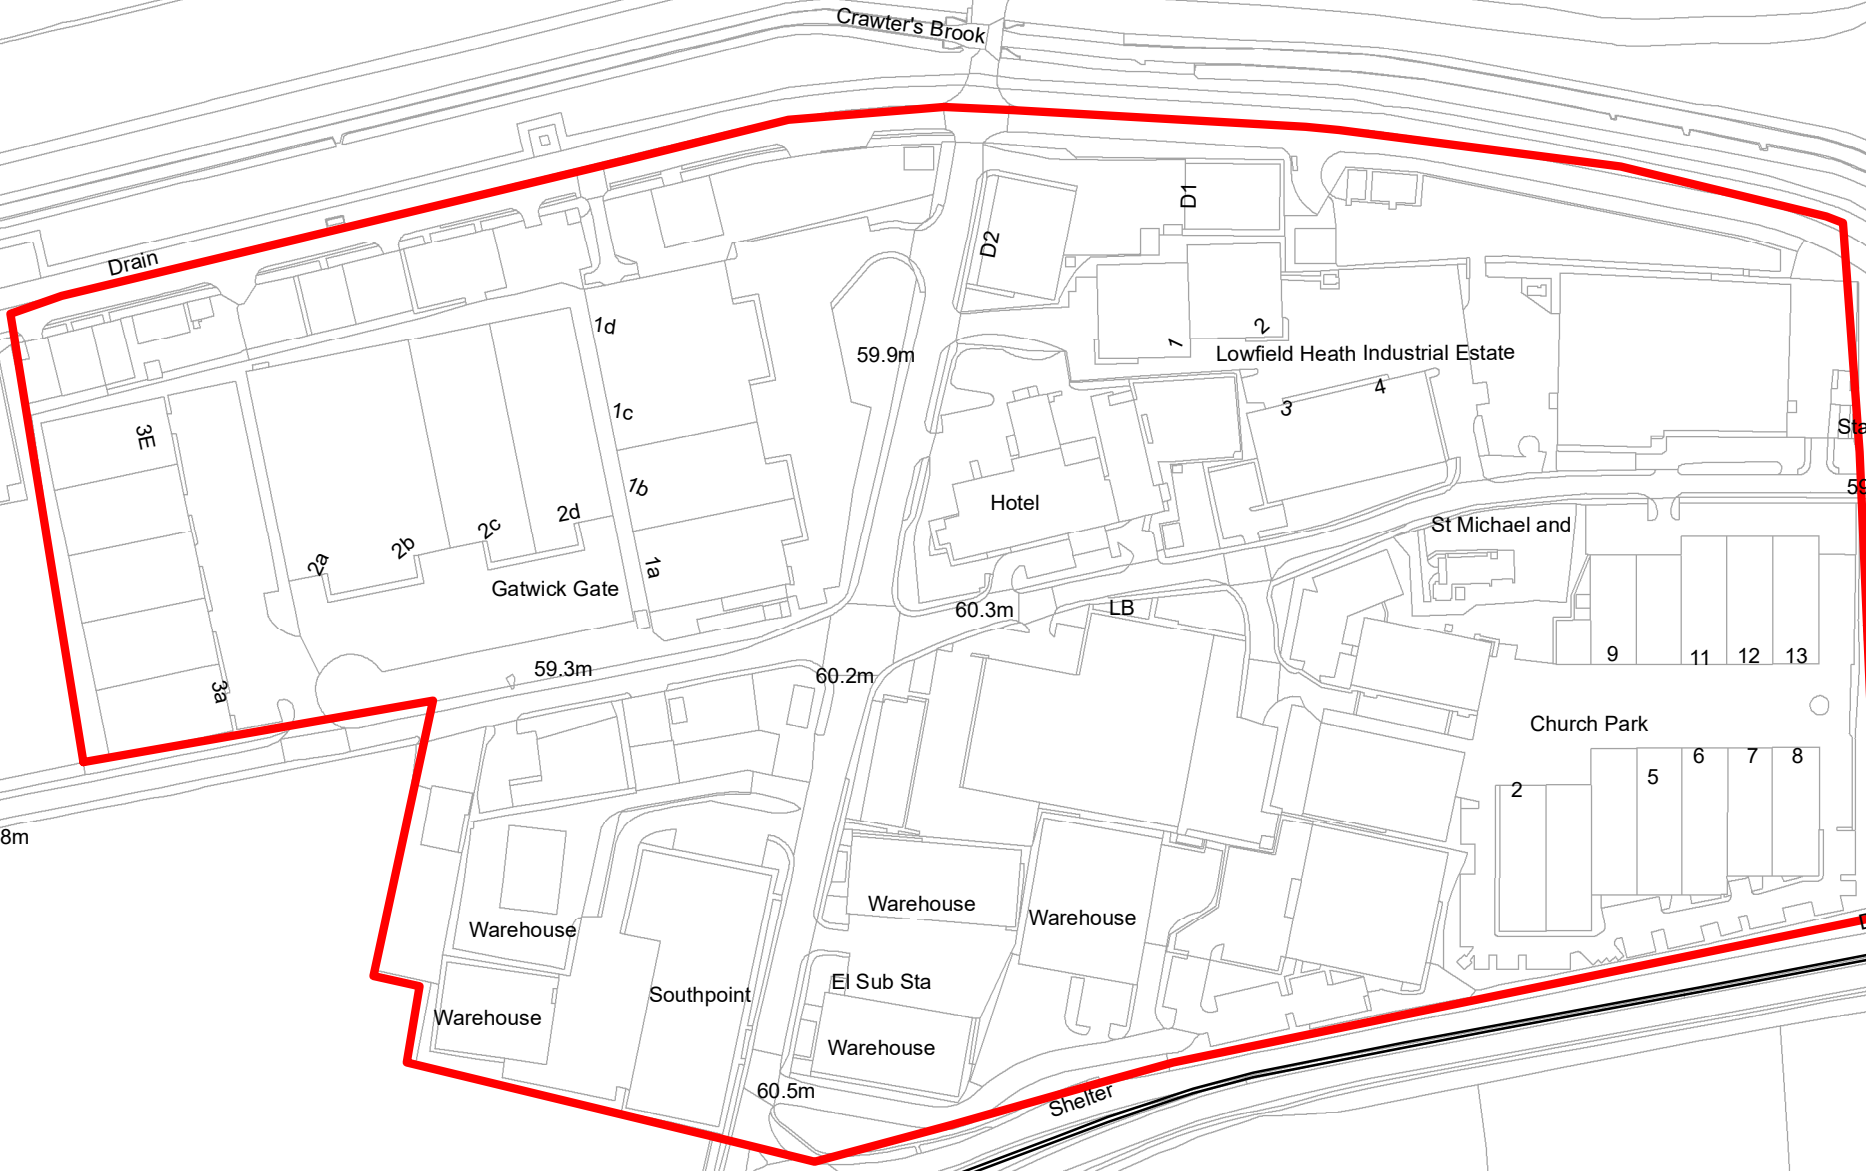 Crawter's Brook
Drain
D1
D2
1d
59.9m
1
2
Lowfield Heath Industrial Estate
4
3
1c
3E
Sta
1b
59
Hotel
2d
2c
St Michael and
2b
2a
1a
Gatwick Gate
60.3m
LB
9
11
12
13
59.3m
60.2m
3a
Church Park
6
7
8
5
2
8m
Warehouse
Warehouse
Warehouse
El Sub Sta
Southpoint
Warehouse
Warehouse
60.5m
Shelter